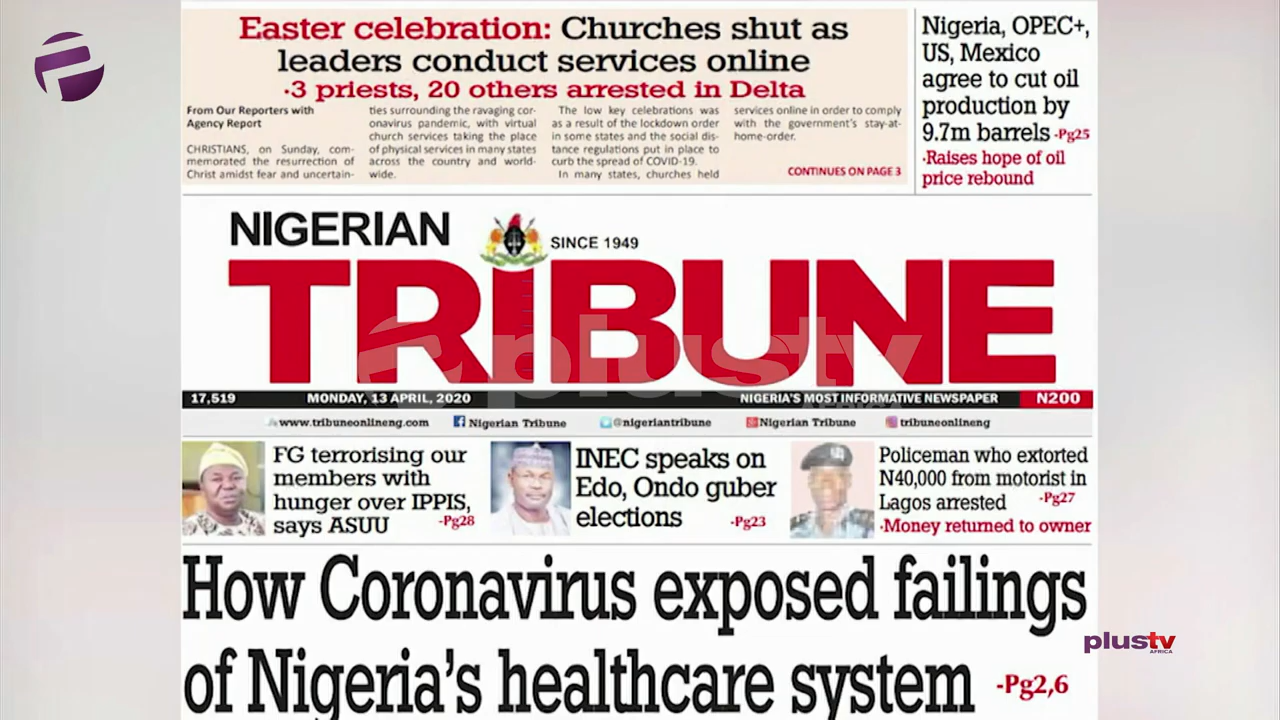 Easter celebration: Churches shut as
leaders conduct services online
·3 priests, 20 others arrested in Delta
From Our Reporters with
Agency Report
CHRISTIANS, on Sunday, com-
memorated the resurrection of
Christ amidst fear and uncertain-
ties surrounding the ravaging cor-
onavirus pandemic, with virtual
church services taking the place
of physical services in many states
across the country and world-
wide.
The low key celebrations was
as a result of the lockdown order
in some states and the social dis-
tance regulations put in place to
curb the spread of COVID-19.
In many states, churches held
services online in order to comply
with the government's stay-at-
home-order.
CONTINUES ON PAGE 3
Nigeria, OPEC+,
US, Mexico
agree to cut oil
production by
9.7m barrels -Pg25
·Raises hope of oil
price rebound
NIGERIAN
SINCE 1949
TRIBUNE
plustv
AFRICA
17,519 MONDAY, 13 APRIL, 2020 NIGERIA'S MOST INFORMATIVE NEWSPAPER N200
www.tribuneonlineng.com Nigerian Tribune @nigeriantribune Nigerian Tribune tribuneonlineng
FG terrorising our
members with
hunger over IPPIS,
says ASUU -Pg28
INEC speaks on
Edo, Ondo guber
elections -Pg23
Policeman who extorted
N40,000 from motorist in
Lagos arrested -Pg27
·Money returned to owner
How Coronavirus exposed failings
of Nigeria's healthcare system -Pg2,6
plustv
AFRICA